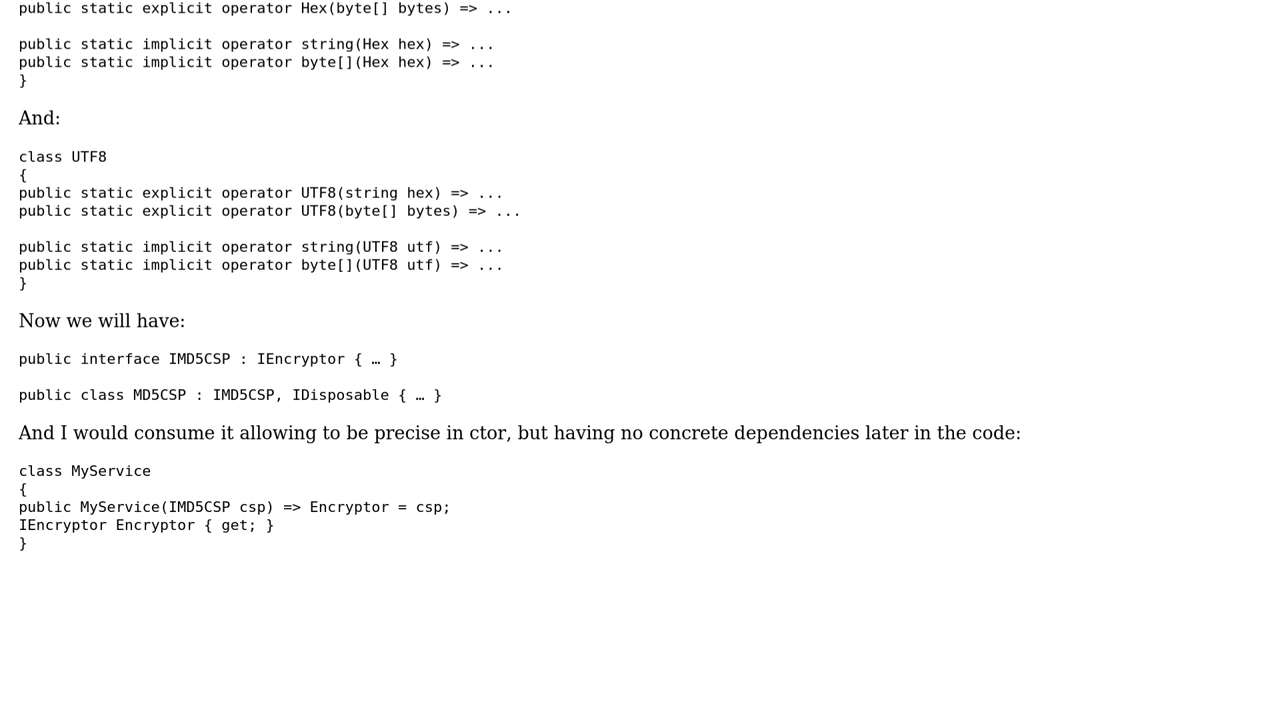 public static explicit operator Hex(byte[] bytes) => ...
public static implicit operator string(Hex hex) => ...
public static implicit operator byte[](Hex hex) => ...
}
And:
class UTF8
{
public static explicit operator UTF8(string hex) => ...
public static explicit operator UTF8(byte[] bytes) => ...
public static implicit operator string(UTF8 utf) => ...
public static implicit operator byte[](UTF8 utf) => ...
}
Now we will have:
public interface IMD5CSP : IEncryptor { … }
public class MD5CSP : IMD5CSP, IDisposable { … }
And I would consume it allowing to be precise in ctor, but having no concrete dependencies later in the code:
class MyService
{
public MyService(IMD5CSP csp) => Encryptor = csp;
IEncryptor Encryptor { get; }
}